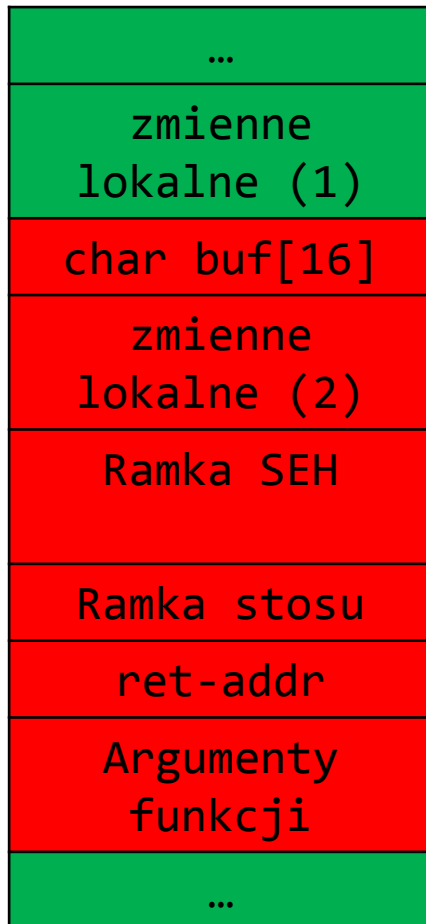 …
zmienne
lokalne (1)
char buf[16]
zmienne
lokalne (2)
Ramka SEH
Ramka stosu
ret-addr
Argumenty
funkcji
…